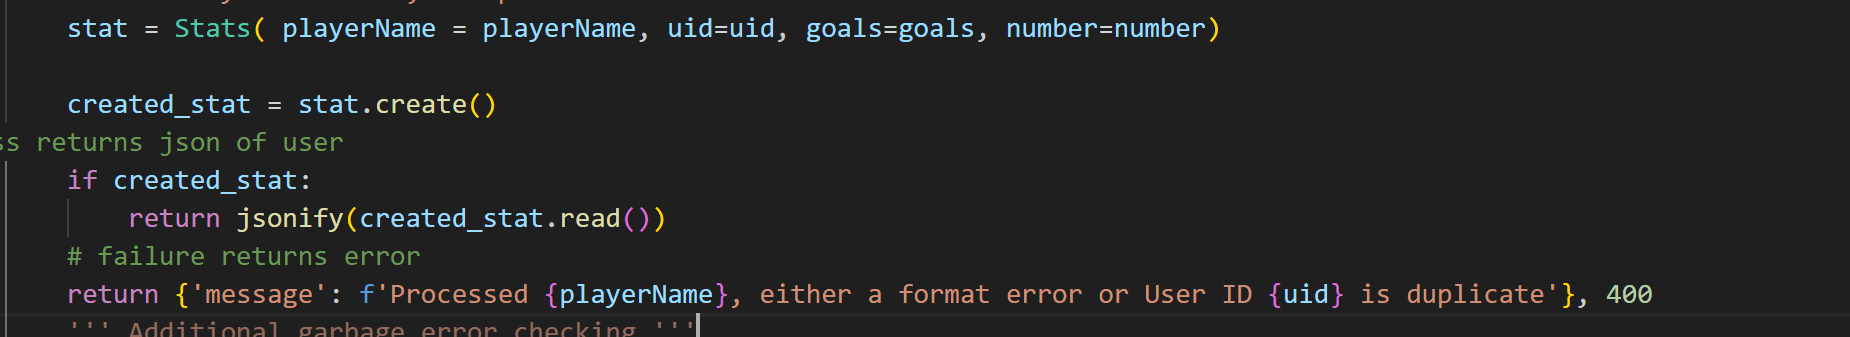 stat = Stats( playerName = playerName, uid=uid, goals=goals, number=number)
created_stat = stat.create()
ss returns json of user
if created_stat:
return jsonify(created_stat.read())
# failure returns error
return {'message': f'Processed {playerName}, either a format error or User ID {uid} is duplicate'}, 400
''' Additional garbage error checking '''